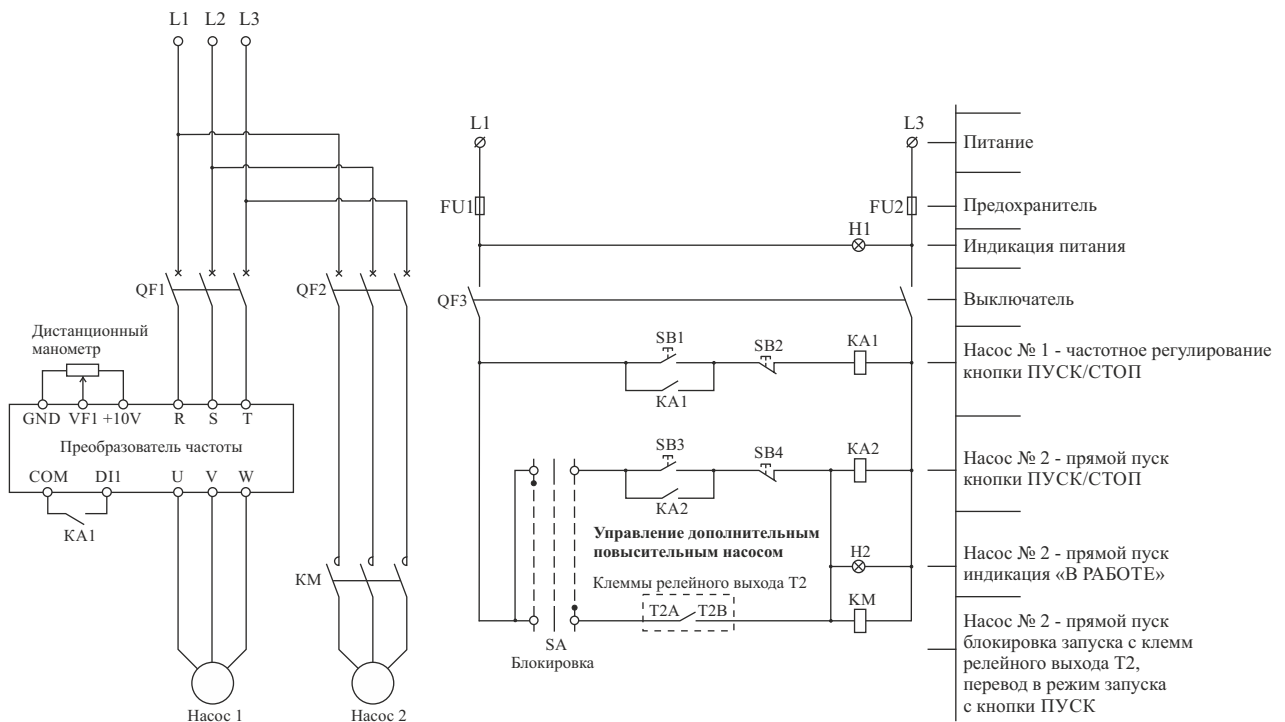 L1 L2 L3
QF1
QF2
Дистанционный
манометр
GND VF1 +10V R S T
Преобразователь частоты
COM DI1 U V W
KA1
KM
Насос 1
Насос 2
L1
L3
FU1
FU2
H1
QF3
SB1
SB2
KA1
KA1
SB3
SB4
KA2
KA2
Управление дополнительным
повысительным насосом
H2
Клеммы релейного выхода T2
T2A T2B
KM
SA
Блокировка
Питание
Предохранитель
Индикация питания
Выключатель
Насос № 1 - частотное регулирование
кнопки ПУСК/СТОП
Насос № 2 - прямой пуск
кнопки ПУСК/СТОП
Насос № 2 - прямой пуск
индикация «В РАБОТЕ»
Насос № 2 - прямой пуск
блокировка запуска с клемм
релейного выхода T2,
перевод в режим запуска
с кнопки ПУСК